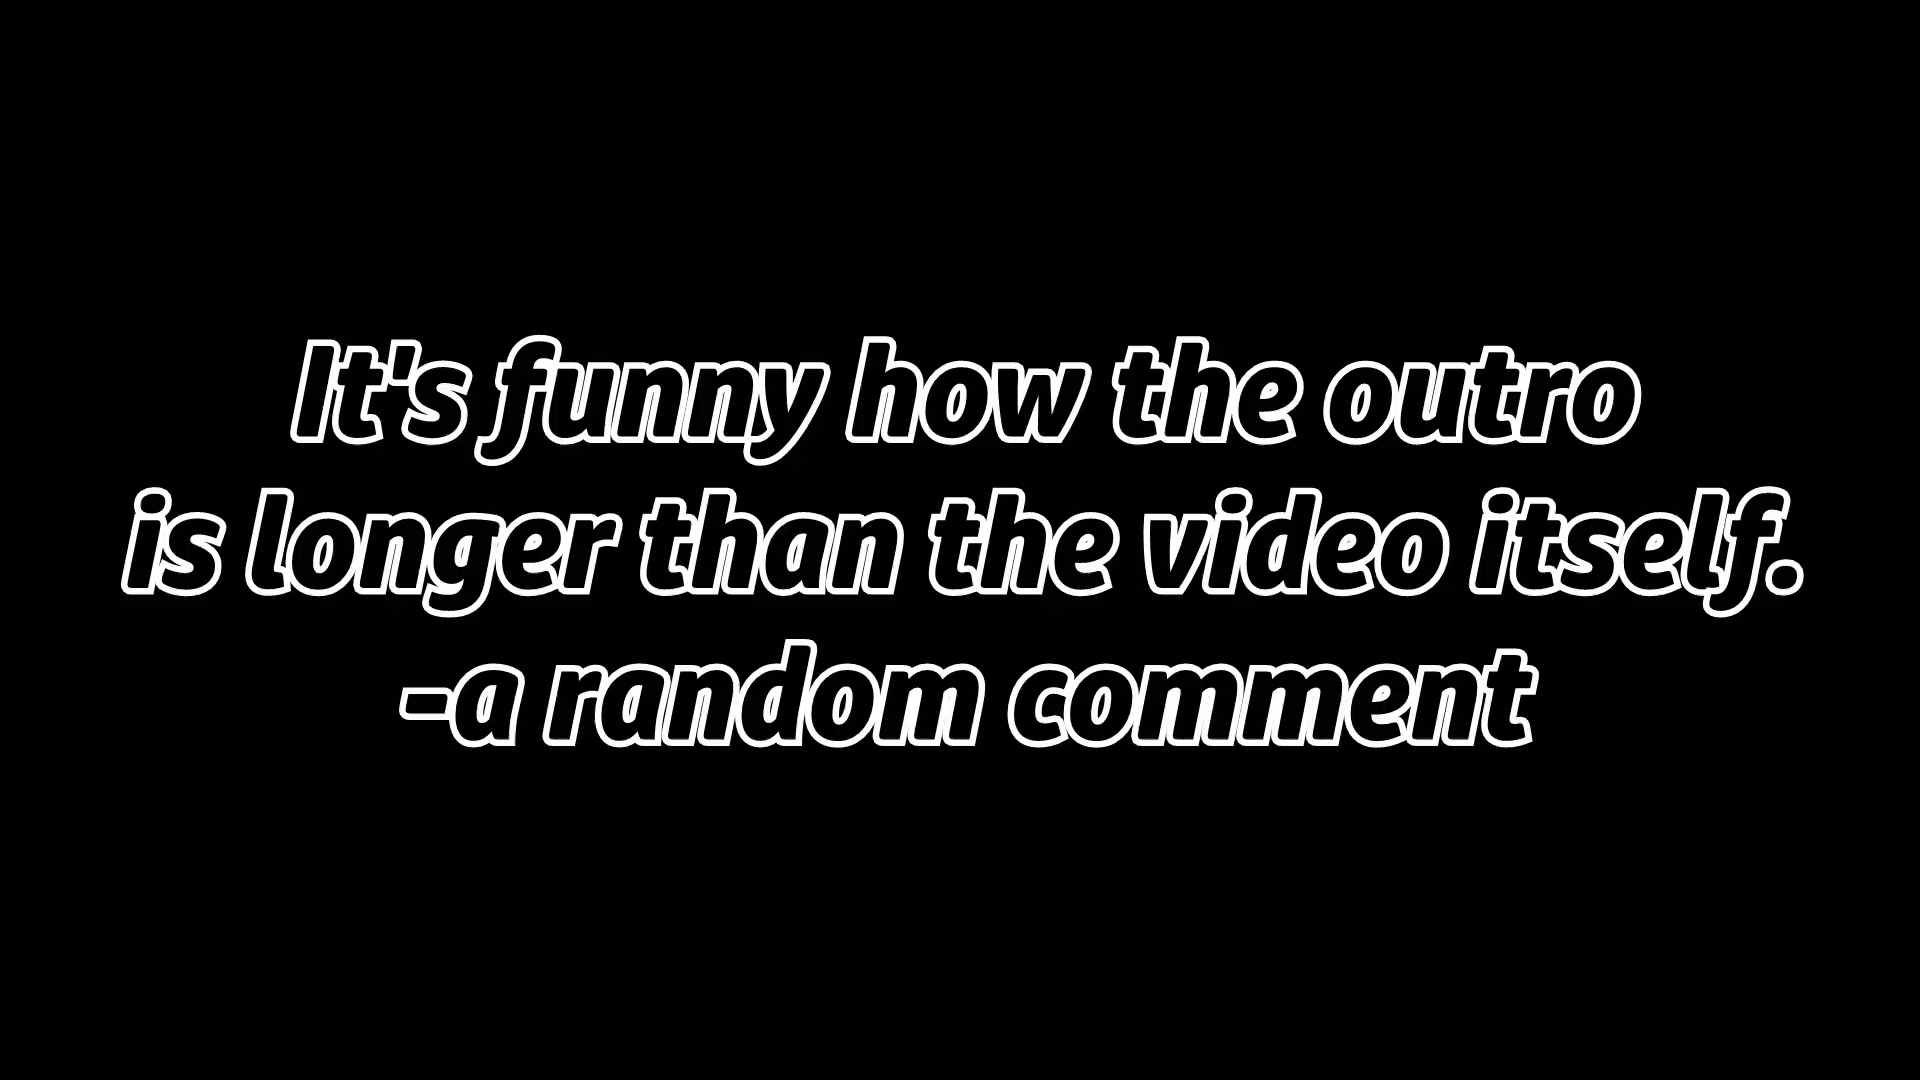 It's funny how the outro
is longer than the video itself.
-a random comment